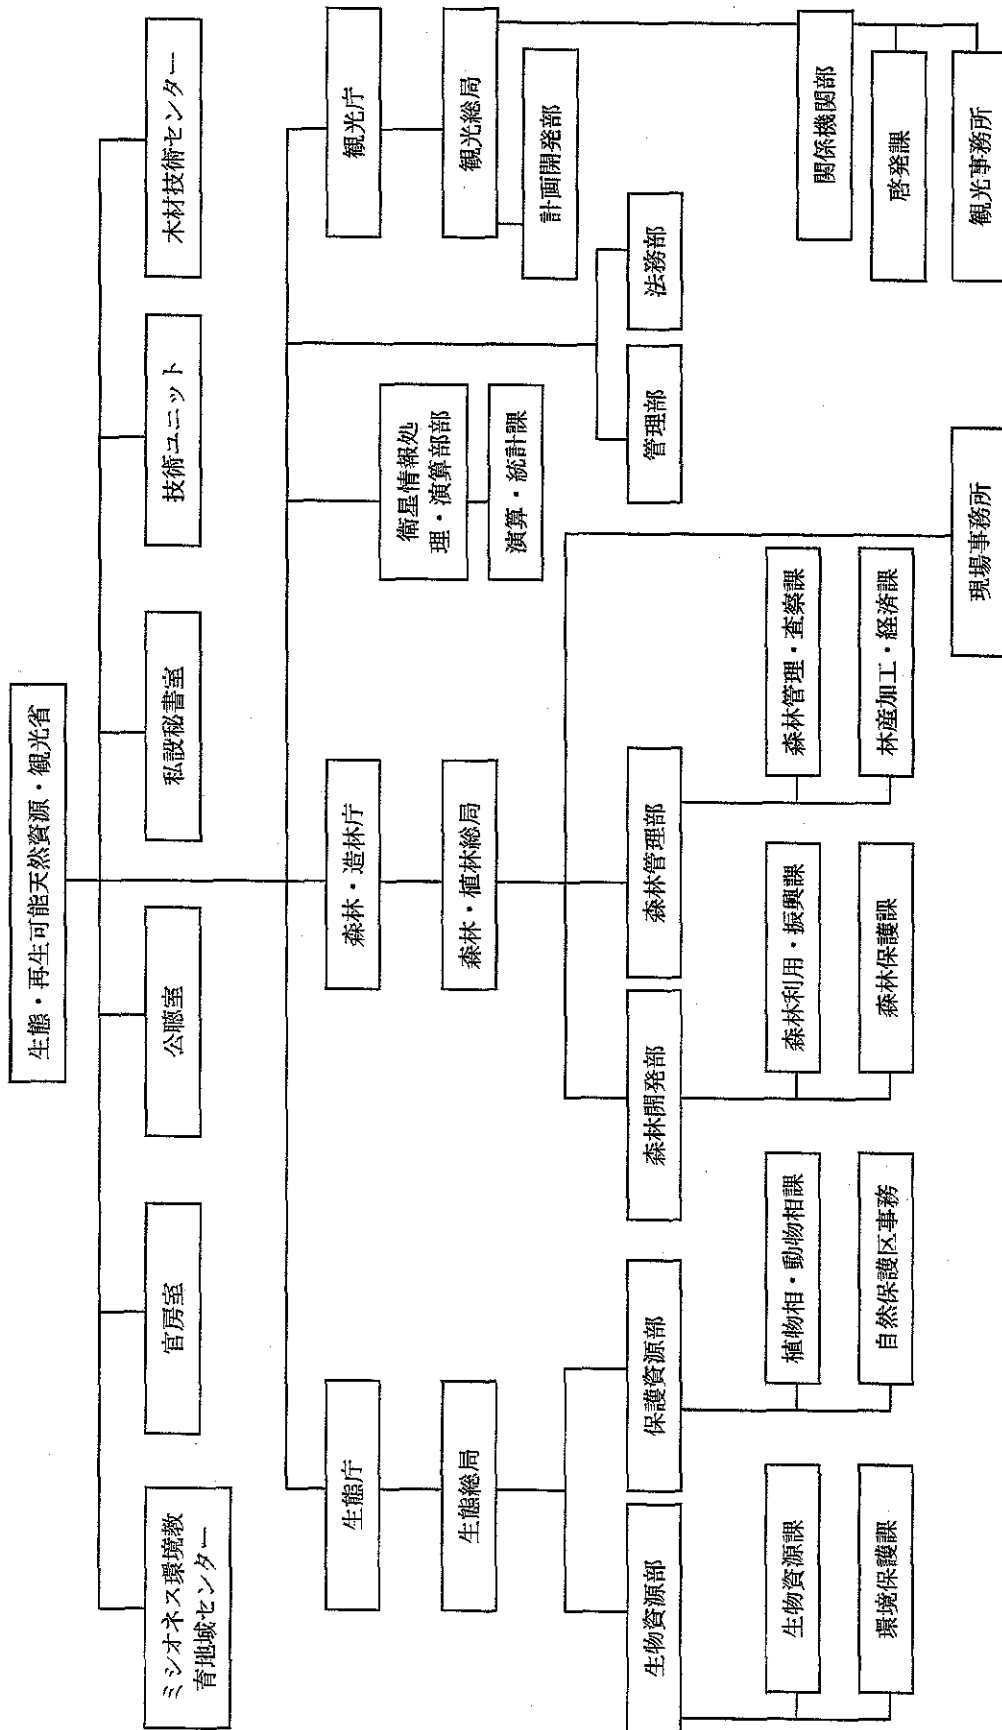 生態・再生可能天然資源・観光省
ミシオネス環境教
育地域センター
官房室
公聴室
私設秘書室
技術ユニット
木材技術センター
生態庁
森林・造林庁
衛星情報処
理・演算部部
観光庁
生態総局
森林・植林総局
演算・統計課
観光総局
計画開発部
生物資源部
保護資源部
森林開発部
森林管理部
管理部
法務部
生物資源課
植物相・動物相課
森林利用・振興課
森林管理・査察課
関係機関部
環境保護課
自然保護区事務
森林保護課
林産加工・経済課
啓発課
現場事務所
観光事務所